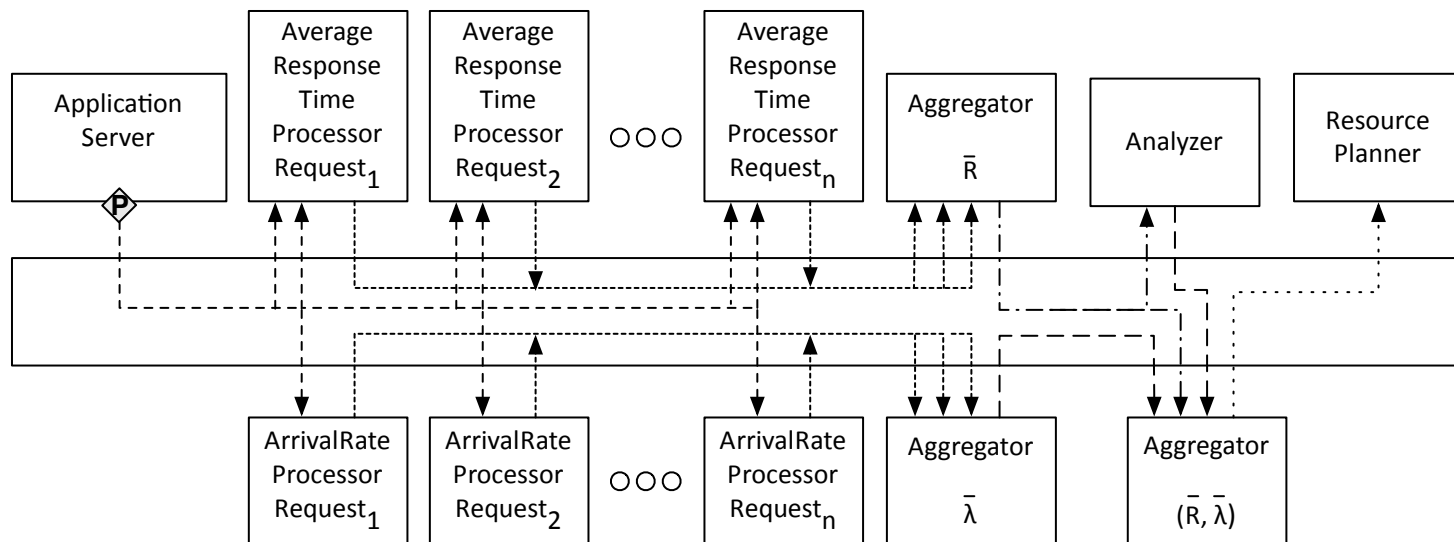 Application
Server
P
Average
Response
Time
Processor
Request₁
Average
Response
Time
Processor
Request₂
Average
Response
Time
Processor
Requestₙ
Aggregator
R̄
Analyzer
Resource
Planner
ArrivalRate
Processor
Request₁
ArrivalRate
Processor
Request₂
ArrivalRate
Processor
Requestₙ
Aggregator
λ̄
Aggregator
(R̄, λ̄)